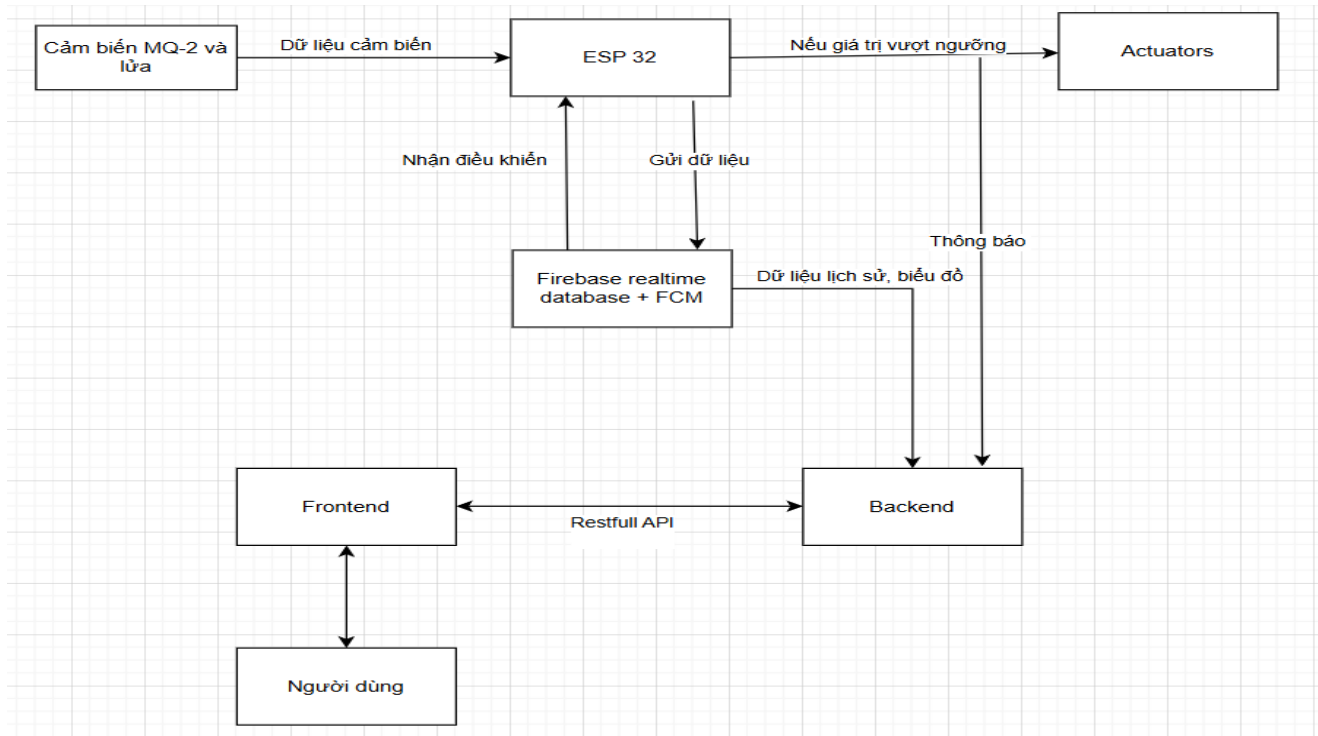 Cảm biến MQ-2 và
lửa
Dữ liệu cảm biến
ESP 32
Nếu giá trị vượt ngưỡng
Actuators
Nhận điều khiển
Gửi dữ liệu
Thông báo
Firebase realtime
database + FCM
Dữ liệu lịch sử, biểu đồ
Frontend
Restfull API
Backend
Người dùng